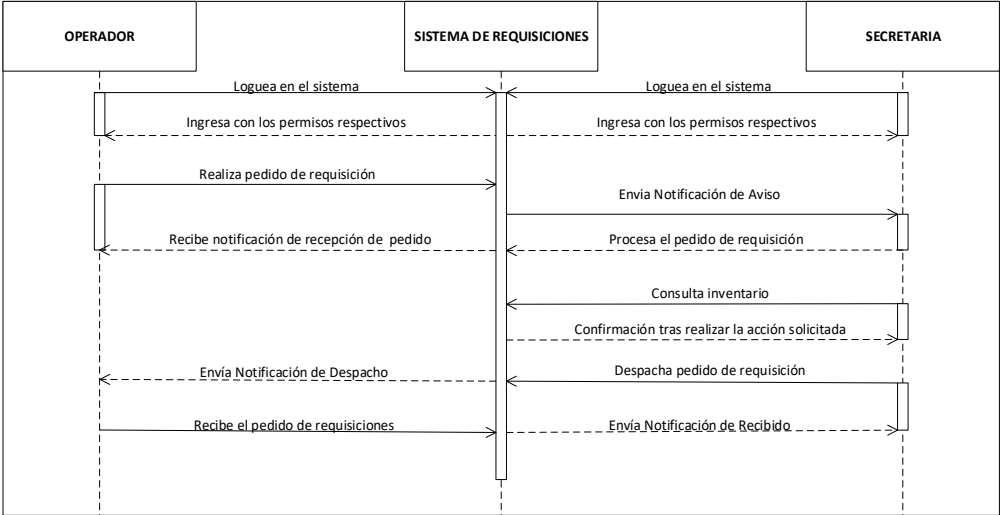 OPERADOR
SISTEMA DE REQUISICIONES
SECRETARIA
Loguea en el sistema
Loguea en el sistema
Ingresa con los permisos respectivos
Ingresa con los permisos respectivos
Realiza pedido de requisición
Envia Notificación de Aviso
Recibe notificación de recepción de pedido
Procesa el pedido de requisición
Consulta inventario
Confirmación tras realizar la acción solicitada
Envía Notificación de Despacho
Despacha pedido de requisición
Recibe el pedido de requisiciones
Envía Notificación de Recibido